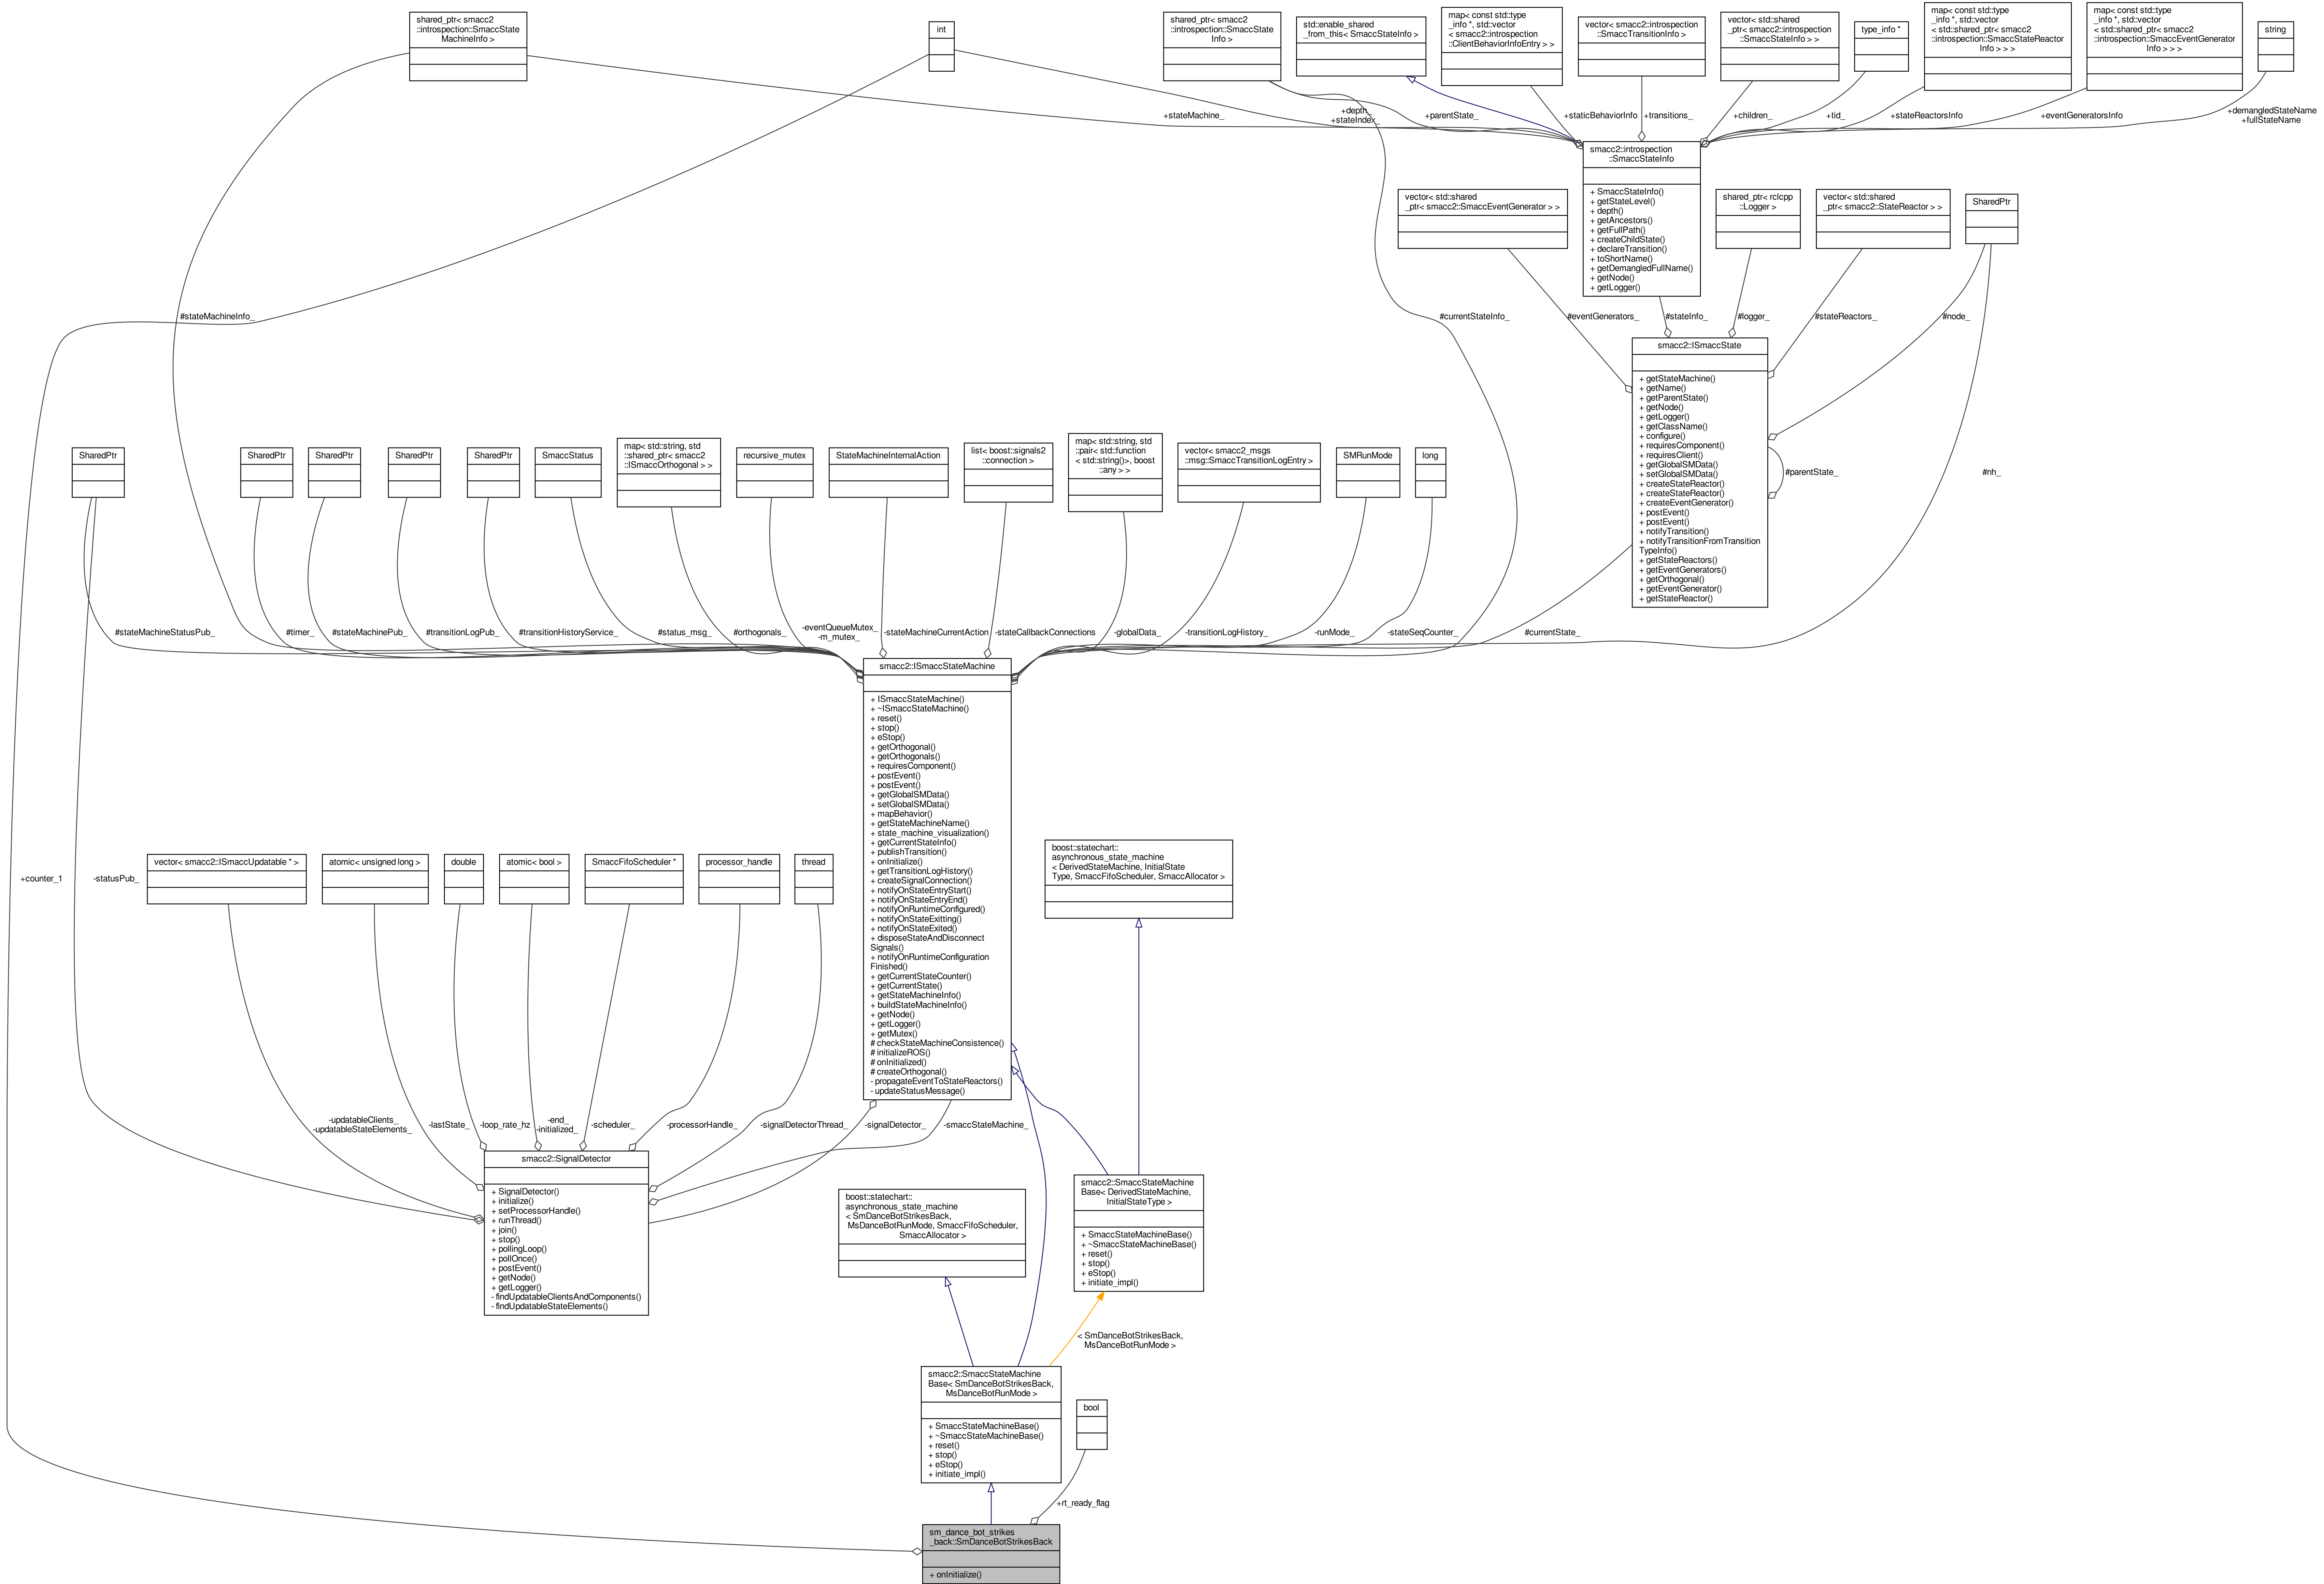 shared_ptr< smacc2
::introspection::SmaccState
MachineInfo >
int
shared_ptr< smacc2
::introspection::SmaccState
Info >
std::enable_shared
_from_this< SmaccStateInfo >
map< const std::type
_info *, std::vector
< smacc2::introspection
::ClientBehaviorInfoEntry > >
vector< smacc2::introspection
::SmaccTransitionInfo >
vector< std::shared
_ptr< smacc2::introspection
::SmaccStateInfo > >
type_info *
map< const std::type
_info *, std::vector
< std::shared_ptr< smacc2
::introspection::SmaccStateReactor
Info > > >
map< const std::type
_info *, std::vector
< std::shared_ptr< smacc2
::introspection::SmaccEventGenerator
Info > > >
string
+stateMachine_
+depth_
+stateIndex_
+parentState_
+staticBehaviorInfo
+transitions_
+children_
+tid_
+stateReactorsInfo
+eventGeneratorsInfo
+demangledStateName
+fullStateName
smacc2::introspection
::SmaccStateInfo
+ SmaccStateInfo()
+ getStateLevel()
+ depth()
+ getAncestors()
+ getFullPath()
+ createChildState()
+ declareTransition()
+ toShortName()
+ getDemangledFullName()
+ getNode()
+ getLogger()
vector< std::shared
_ptr< smacc2::SmaccEventGenerator > >
shared_ptr< rclcpp
::Logger >
vector< std::shared
_ptr< smacc2::StateReactor > >
SharedPtr
#stateMachineInfo_
#currentStateInfo_
#eventGenerators_
#stateInfo_
#logger_
#stateReactors_
#node_
smacc2::ISmaccState
+ getStateMachine()
+ getName()
+ getParentState()
+ getNode()
+ getLogger()
+ getClassName()
+ configure()
+ requiresComponent()
+ requiresClient()
+ getGlobalSMData()
+ setGlobalSMData()
+ createStateReactor()
+ createStateReactor()
+ createEventGenerator()
+ postEvent()
+ postEvent()
+ notifyTransition()
+ notifyTransitionFromTransition
TypeInfo()
+ getStateReactors()
+ getEventGenerators()
+ getOrthogonal()
+ getEventGenerator()
+ getStateReactor()
#parentState_
#nh_
SharedPtr
SharedPtr
SharedPtr
SharedPtr
SharedPtr
SmaccStatus
map< std::string, std
::shared_ptr< smacc2
::ISmaccOrthogonal > >
recursive_mutex
StateMachineInternalAction
list< boost::signals2
::connection >
map< std::string, std
::pair< std::function
< std::string()>, boost
::any > >
vector< smacc2_msgs
::msg::SmaccTransitionLogEntry >
SMRunMode
long
#stateMachineStatusPub_
#timer_
#stateMachinePub_
#transitionLogPub_
#transitionHistoryService_
#status_msg_
#orthogonals_
-eventQueueMutex_
-m_mutex_
-stateMachineCurrentAction
-stateCallbackConnections
-globalData_
-transitionLogHistory_
-runMode_
-stateSeqCounter_
#currentState_
smacc2::ISmaccStateMachine
+ ISmaccStateMachine()
+ ~ISmaccStateMachine()
+ reset()
+ stop()
+ eStop()
+ getOrthogonal()
+ getOrthogonals()
+ requiresComponent()
+ postEvent()
+ postEvent()
+ getGlobalSMData()
+ setGlobalSMData()
+ mapBehavior()
+ getStateMachineName()
+ state_machine_visualization()
+ getCurrentStateInfo()
+ publishTransition()
+ onInitialize()
+ getTransitionLogHistory()
+ createSignalConnection()
+ notifyOnStateEntryStart()
+ notifyOnStateEntryEnd()
+ notifyOnRuntimeConfigured()
+ notifyOnStateExitting()
+ notifyOnStateExited()
+ disposeStateAndDisconnect
Signals()
+ notifyOnRuntimeConfiguration
Finished()
+ getCurrentStateCounter()
+ getCurrentState()
+ getStateMachineInfo()
+ buildStateMachineInfo()
+ getNode()
+ getLogger()
+ getMutex()
# checkStateMachineConsistence()
# initializeROS()
# onInitialized()
# createOrthogonal()
- propagateEventToStateReactors()
- updateStatusMessage()
+counter_1
-statusPub_
vector< smacc2::ISmaccUpdatable * >
atomic< unsigned long >
double
atomic< bool >
SmaccFifoScheduler *
processor_handle
thread
boost::statechart::
asynchronous_state_machine
< DerivedStateMachine, InitialState
Type, SmaccFifoScheduler, SmaccAllocator >
-updatableClients_
-updatableStateElements_
-lastState_
-loop_rate_hz
-end_
-initialized_
-scheduler_
-processorHandle_
-signalDetectorThread_
-signalDetector_
-smaccStateMachine_
smacc2::SignalDetector
+ SignalDetector()
+ initialize()
+ setProcessorHandle()
+ runThread()
+ join()
+ stop()
+ pollingLoop()
+ pollOnce()
+ postEvent()
+ getNode()
+ getLogger()
- findUpdatableClientsAndComponents()
- findUpdatableStateElements()
boost::statechart::
asynchronous_state_machine
< SmDanceBotStrikesBack,
MsDanceBotRunMode, SmaccFifoScheduler,
SmaccAllocator >
smacc2::SmaccStateMachine
Base< DerivedStateMachine,
InitialStateType >
+ SmaccStateMachineBase()
+ ~SmaccStateMachineBase()
+ reset()
+ stop()
+ eStop()
+ initiate_impl()
< SmDanceBotStrikesBack,
MsDanceBotRunMode >
smacc2::SmaccStateMachine
Base< SmDanceBotStrikesBack,
MsDanceBotRunMode >
+ SmaccStateMachineBase()
+ ~SmaccStateMachineBase()
+ reset()
+ stop()
+ eStop()
+ initiate_impl()
bool
+rt_ready_flag
sm_dance_bot_strikes
_back::SmDanceBotStrikesBack
+ onInitialize()